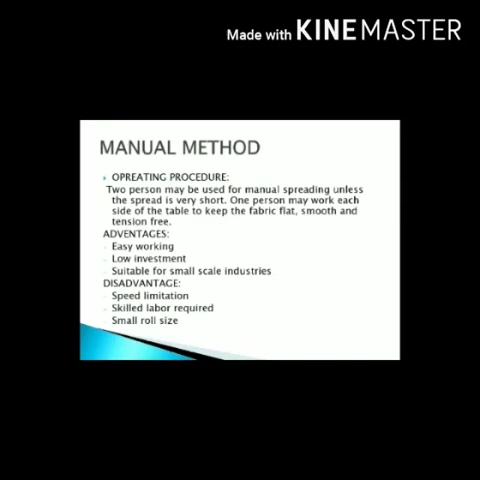 Made with KINEMASTER
MANUAL METHOD
OPREATING PROCEDURE:
Two person may be used for manual spreading unless
the spread is very short. One person may work each
side of the table to keep the fabric flat, smooth and
tension free.
ADVENTAGES:
- Easy working
- Low investment
- Suitable for small scale industries
DISADVANTAGE:
- Speed limitation
- Skilled labor required
- Small roll size